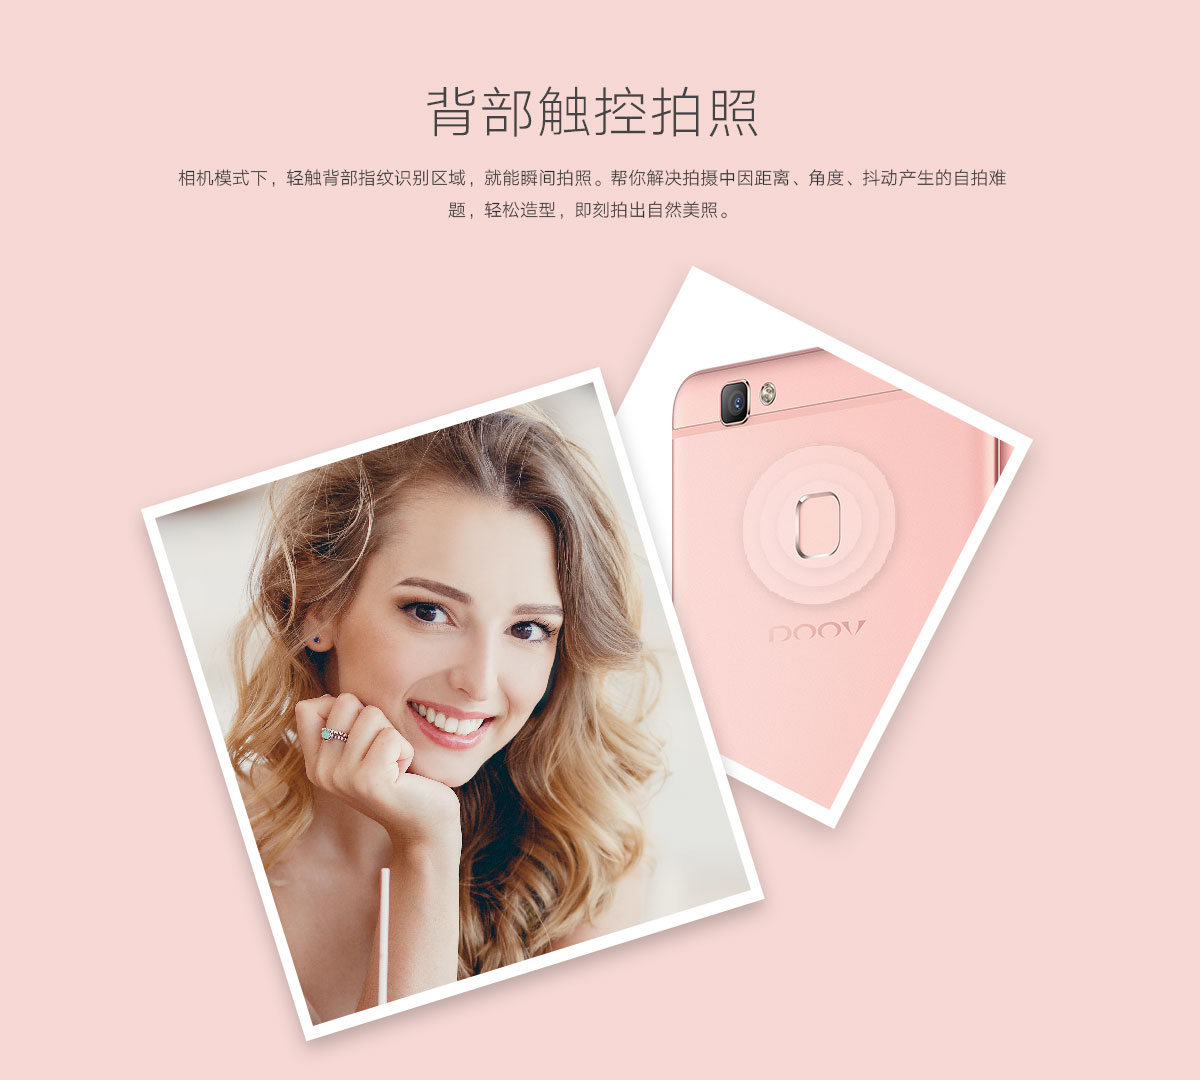 背部触控拍照
相机模式下，轻触背部指纹识别区域，就能瞬间拍照。帮你解决拍摄中因距离、角度、抖动产生的自拍难
题，轻松造型，即刻拍出自然美照。
DOOV